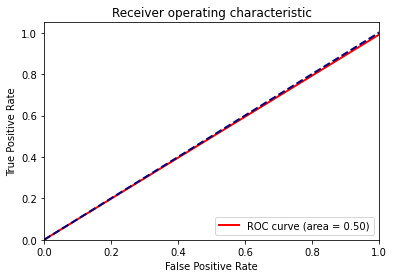 Receiver operating characteristic
True Positive Rate
1.0
0.8
0.6
0.4
0.2
0.0
ROC curve (area = 0.50)
0.0 0.2 0.4 0.6 0.8 1.0
False Positive Rate